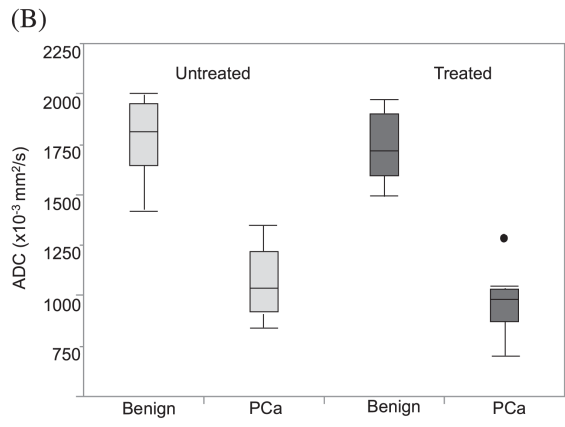 (B)
2250
Untreated Treated
2000
1750
1500
1250
1000
750
ADC (x10⁻³ mm²/s)
Benign PCa Benign PCa